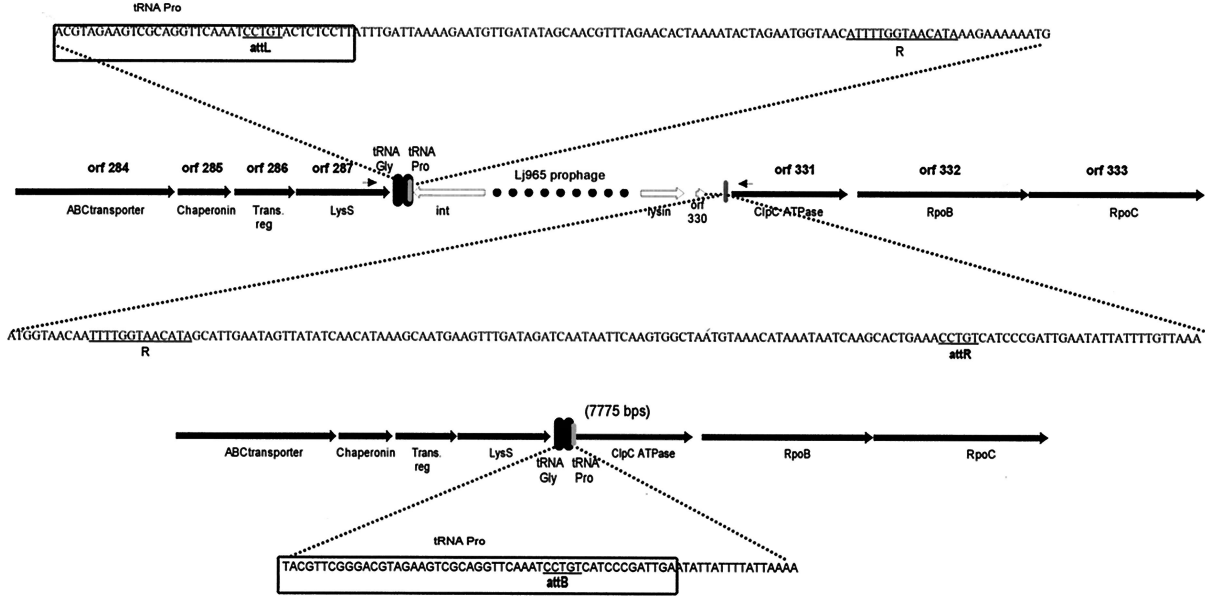 tRNA Pro
ACGTAGAAGTCGCAGGTTCAAATCCTGTACTCTCCTTATTTGATTAAAAGAATGTTGATATAGCAACGTTTAGAACACTAAAATACTAGAATGGTAACATTTTGGTAACATAAAGAAAAAATG
attL R
tRNA Gly tRNA Pro
orf 284 orf 285 orf 286 orf 287 Lj965 prophage orf 331 orf 332 orf 333
ABCtransporter Chaperonin Trans. reg LysS int lysin orf 330 ClpC ATPase RpoB RpoC
ATGGTAACAATTTTGGTAACATAGCATTGAATAGTTATATCAACATAAAGCAATGAAGTTTGATAGATCAATAATTCAAGTGGCTAATGTAAACATAAATAATCAAGCACTGAAACCTGTCATCCCGATTGAATATTATTTTGTTAAA
R attR
(7775 bps)
ABCtransporter Chaperonin Trans. reg LysS tRNA Gly tRNA Pro ClpC ATPase RpoB RpoC
tRNA Pro
TACGTTCGGGACGTAGAAGTCGCAGGTTCAAATCCTGTCATCCCGATTGAATATTATTTTATTAAAA
attB